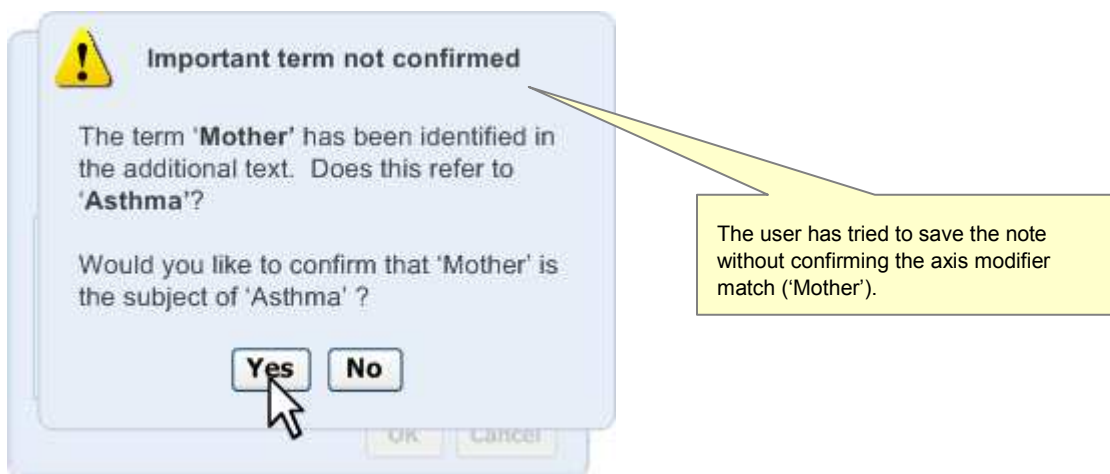 Important term not confirmed
The term ‘Mother’ has been identified in
the additional text. Does this refer to
‘Asthma’?
Would you like to confirm that ‘Mother’ is
the subject of ‘Asthma’ ?
Yes No
OK Cancel
The user has tried to save the note
without confirming the axis modifier
match (‘Mother’).